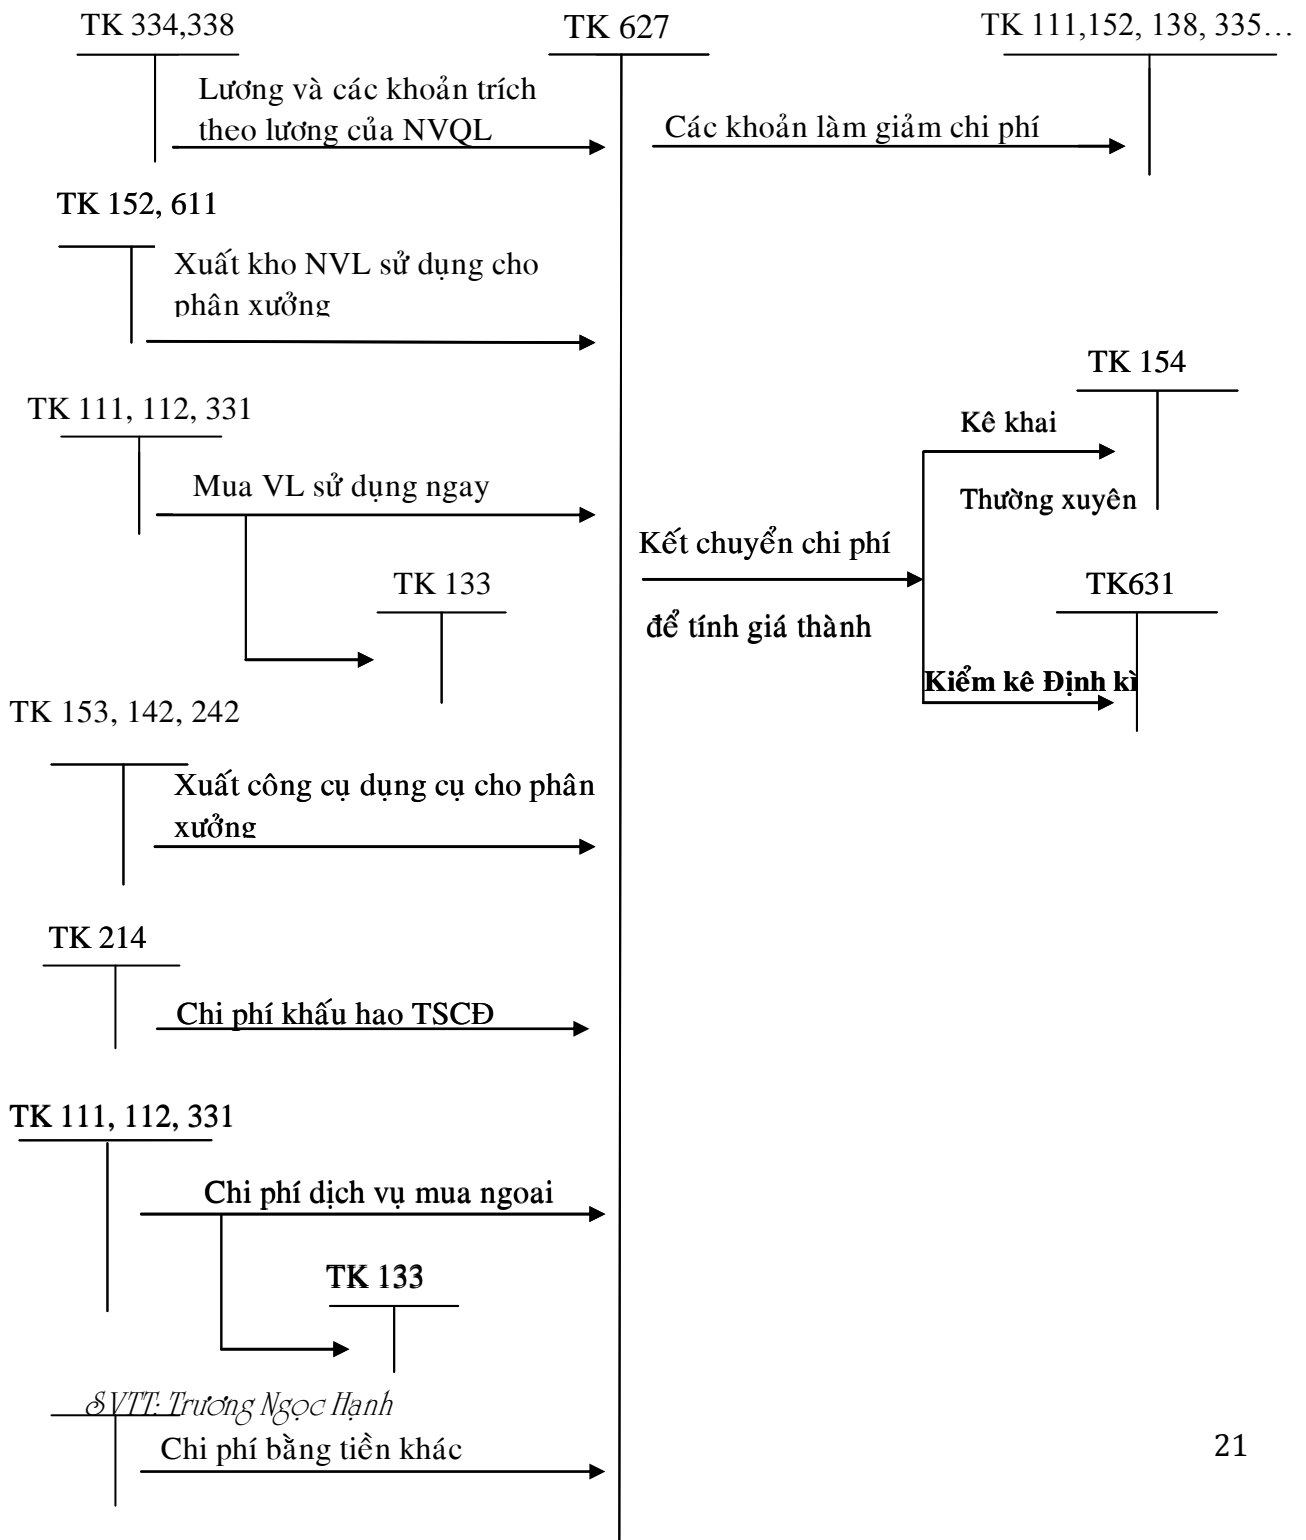 TK 334,338
TK 627
TK 111,152, 138, 335…
Lương và các khoản trích
theo lương của NVQL
Các khoản làm giảm chi phí
TK 152, 611
Xuất kho NVL sử dụng cho
phân xưởng
TK 154
TK 111, 112, 331
Kê khai
Mua VL sử dụng ngay
Thường xuyên
Kết chuyển chi phí
TK 133
TK631
để tính giá thành
Kiểm kê Định kì
TK 153, 142, 242
Xuất công cụ dụng cụ cho phân
xưởng
TK 214
Chi phí khấu hao TSCĐ
TK 111, 112, 331
Chi phí dịch vụ mua ngoai
TK 133
SVTT: Trương Ngọc Hạnh
Chi phí bằng tiền khác
21